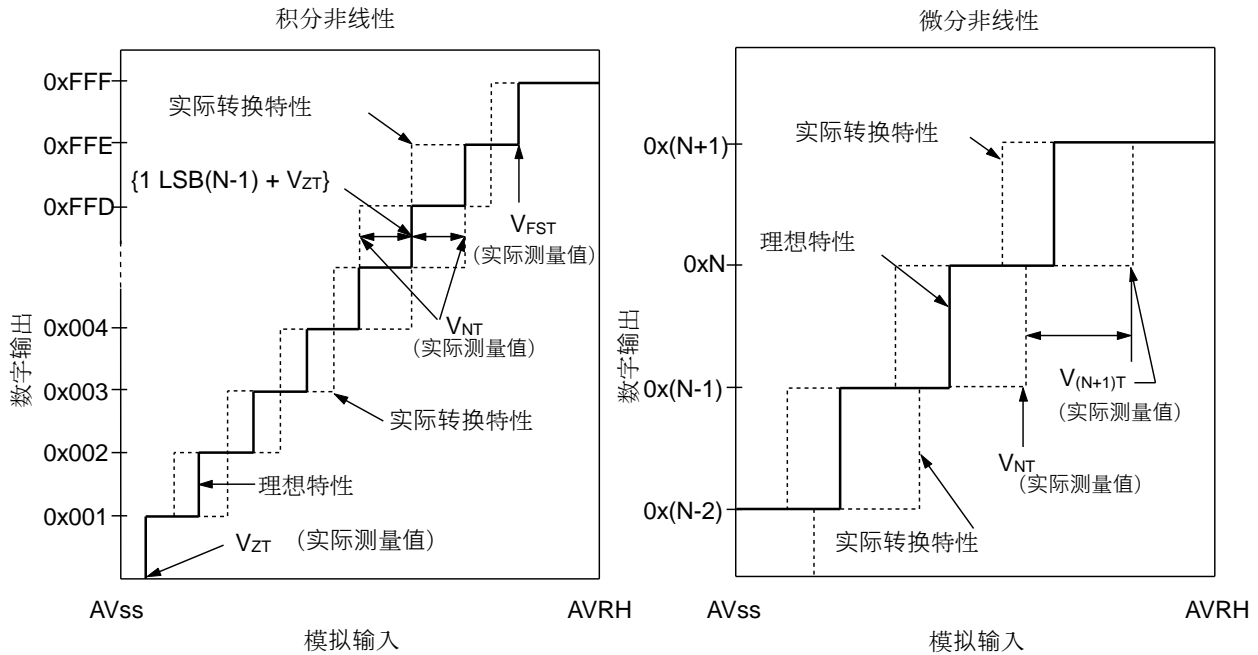 积分非线性
0xFFF
0xFFE
0xFFD
0x004
0x003
0x002
0x001
数字输出
实际转换特性
{1 LSB(N-1) + VZT}
VFST
(实际测量值)
VNT
(实际测量值)
实际转换特性
理想特性
VZT (实际测量值)
AVss
AVRH
模拟输入
微分非线性
0x(N+1)
0xN
0x(N-1)
0x(N-2)
数字输出
实际转换特性
理想特性
V(N+1)T
(实际测量值)
VNT
(实际测量值)
实际转换特性
AVss
AVRH
模拟输入